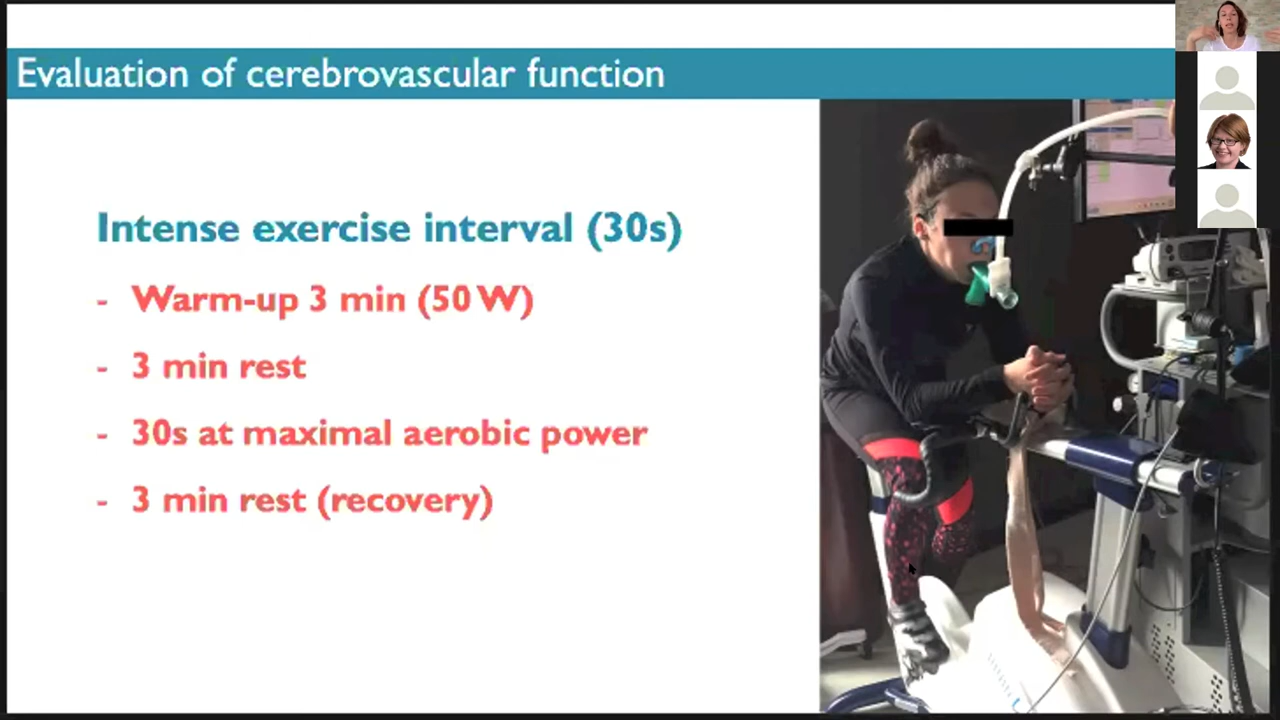 Evaluation of cerebrovascular function
Intense exercise interval (30s)
- Warm-up 3 min (50 W)
- 3 min rest
- 30s at maximal aerobic power
- 3 min rest (recovery)